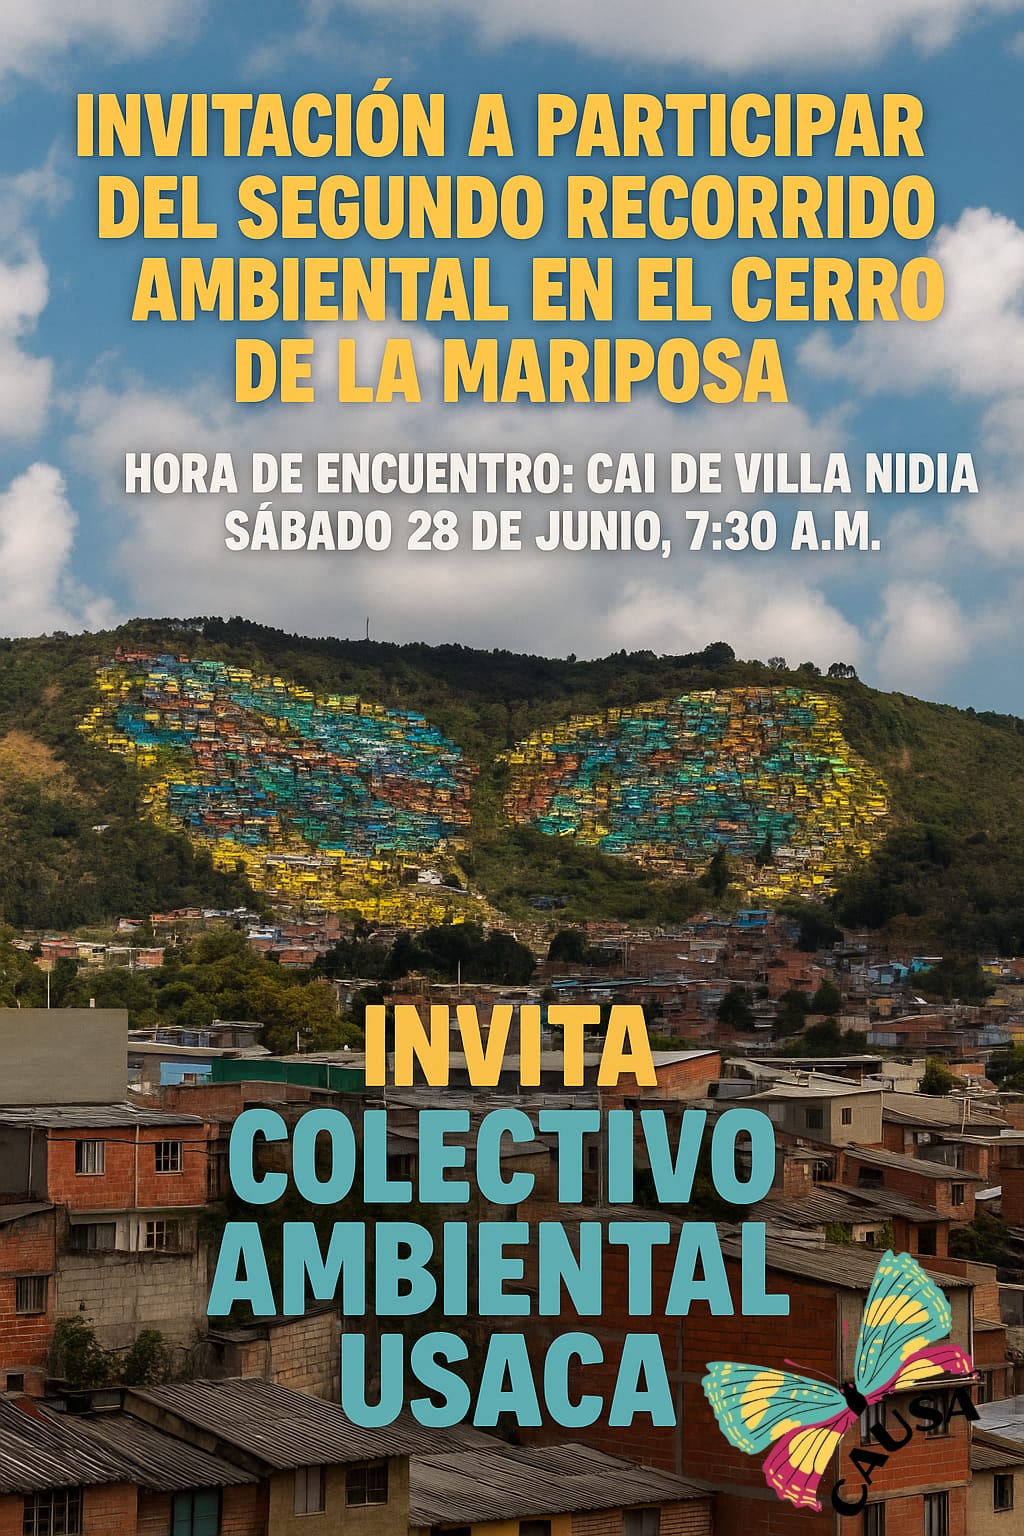 INVITACIÓN A PARTICIPAR
DEL SEGUNDO RECORRIDO
AMBIENTAL EN EL CERRO
DE LA MARIPOSA
HORA DE ENCUENTRO: CAI DE VILLA NIDIA
SÁBADO 28 DE JUNIO, 7:30 A.M.
INVITA
COLECTIVO
AMBIENTAL
USACA
CAUSA